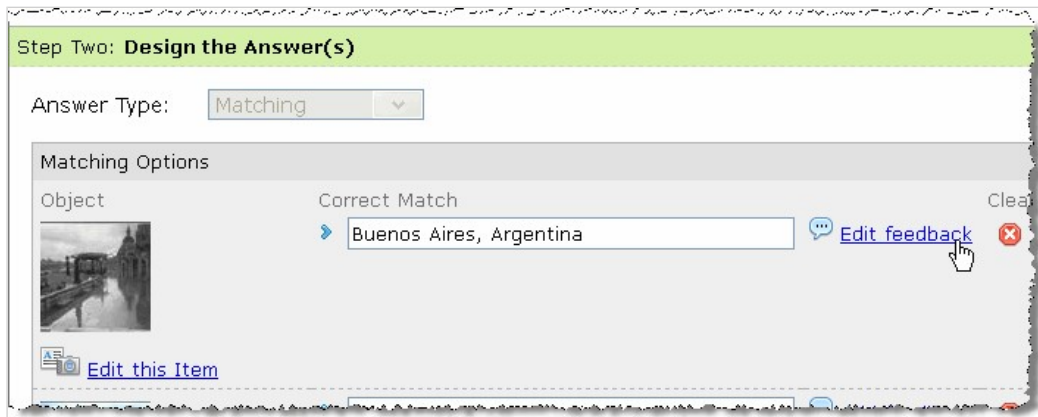 Step Two: Design the Answer(s)
Answer Type: Matching
Matching Options
Object Correct Match Clea
Buenos Aires, Argentina Edit feedback
Edit this Item